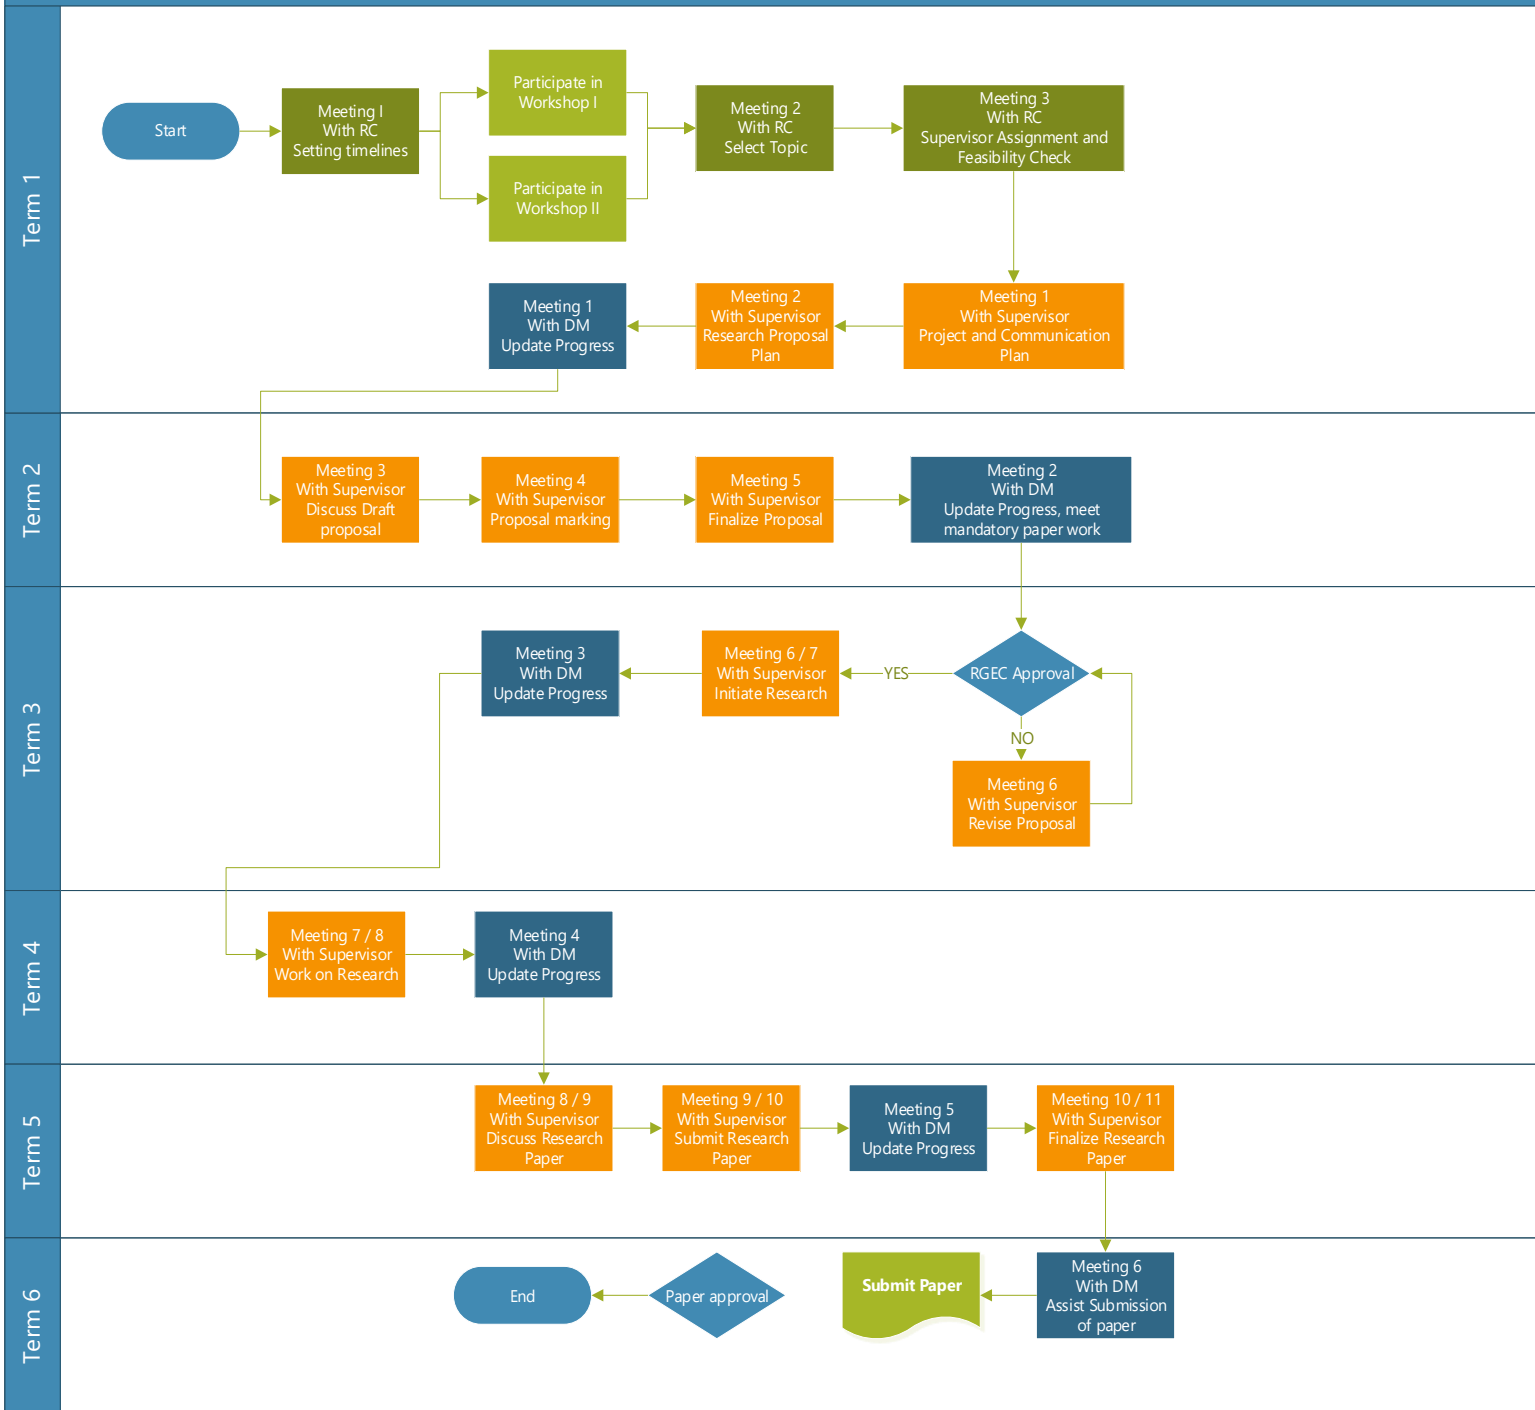 Term 1
Start
Meeting I
With RC
Setting timelines
Participate in
Workshop I
Participate in
Workshop II
Meeting 2
With RC
Select Topic
Meeting 3
With RC
Supervisor Assignment and
Feasibility Check
Meeting 1
With Supervisor
Project and Communication
Plan
Meeting 2
With Supervisor
Research Proposal
Plan
Meeting 1
With DM
Update Progress
Term 2
Meeting 3
With Supervisor
Discuss Draft
proposal
Meeting 4
With Supervisor
Proposal marking
Meeting 5
With Supervisor
Finalize Proposal
Meeting 2
With DM
Update Progress, meet
mandatory paper work
Term 3
RGEC Approval
YES
NO
Meeting 6
With Supervisor
Revise Proposal
Meeting 6 / 7
With Supervisor
Initiate Research
Meeting 3
With DM
Update Progress
Term 4
Meeting 7 / 8
With Supervisor
Work on Research
Meeting 4
With DM
Update Progress
Term 5
Meeting 8 / 9
With Supervisor
Discuss Research
Paper
Meeting 9 / 10
With Supervisor
Submit Research
Paper
Meeting 5
With DM
Update Progress
Meeting 10 / 11
With Supervisor
Finalize Research
Paper
Term 6
Meeting 6
With DM
Assist Submission
of paper
Submit Paper
Paper approval
End